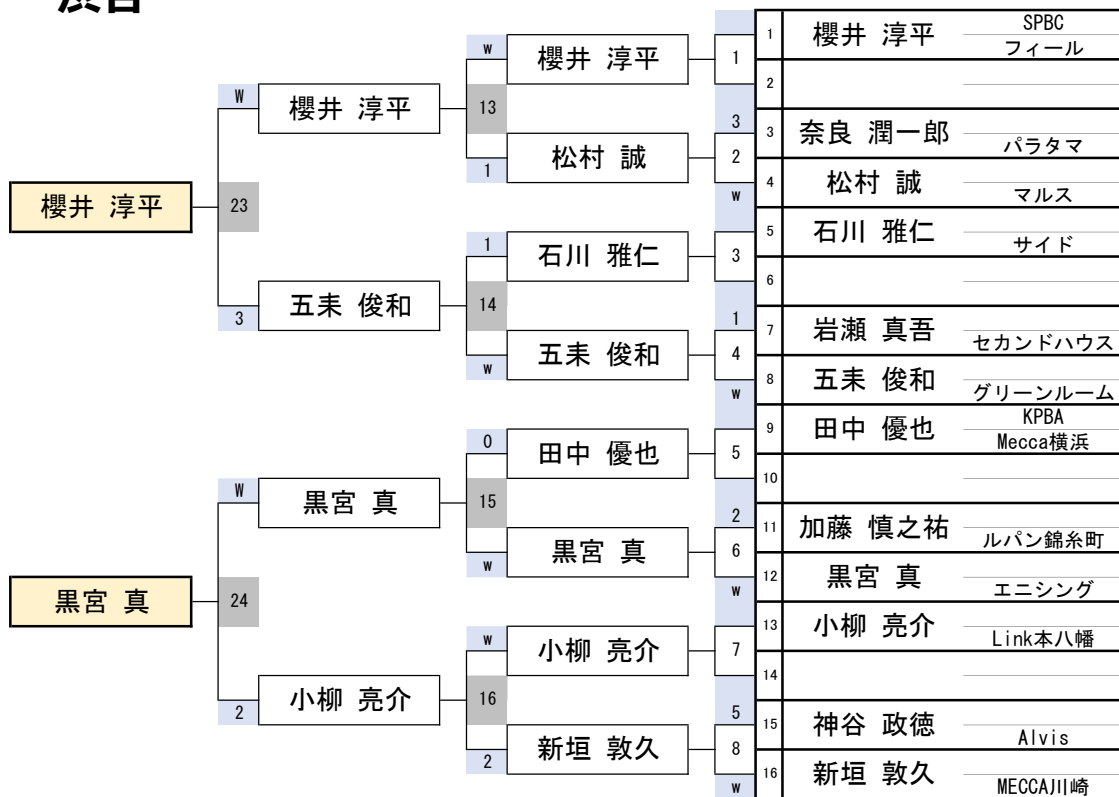 1 櫻井 淳平 SPBC
フィール
2
3 奈良 潤一郎 パラタマ
4 松村 誠 マルス
5 石川 雅仁 サイド
6
7 岩瀬 真吾 セカンドハウス
8 五耒 俊和 グリーンルーム
9 田中 優也 KPBA
Mecca横浜
10
11 加藤 慎之祐 ルパン錦糸町
12 黒宮 真 エニシング
13 小柳 亮介 Link本八幡
14
15 神谷 政徳 Alvis
16 新垣 敦久 MECCA川崎
1
3
2
W
3
1
4
W
5
2
6
W
7
5
8
W
W
櫻井 淳平
13
松村 誠
1
1
石川 雅仁
14
五耒 俊和
W
0
田中 優也
15
黒宮 真
W
W
小柳 亮介
16
新垣 敦久
2
W
櫻井 淳平
23
五耒 俊和
3
W
黒宮 真
24
小柳 亮介
2
櫻井 淳平
黒宮 真